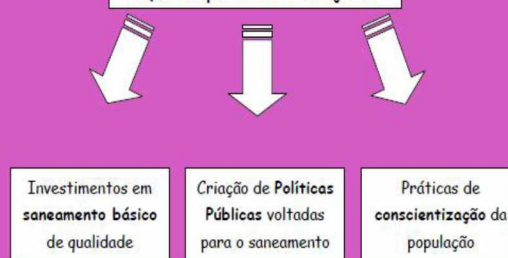 Investimentos em
saneamento básico
de qualidade
Criação de Políticas
Públicas voltadas
para o saneamento
Práticas de
conscientização da
população